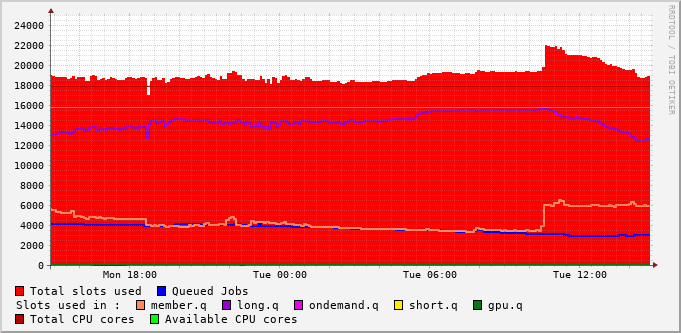 RRDTOOL / TOBI OETIKER
24000
22000
20000
18000
16000
14000
12000
10000
8000
6000
4000
2000
0
Mon 18:00 Tue 00:00 Tue 06:00 Tue 12:00
Total slots used Queued Jobs
Slots used in : member.q long.q ondemand.q short.q gpu.q
Total CPU cores Available CPU cores